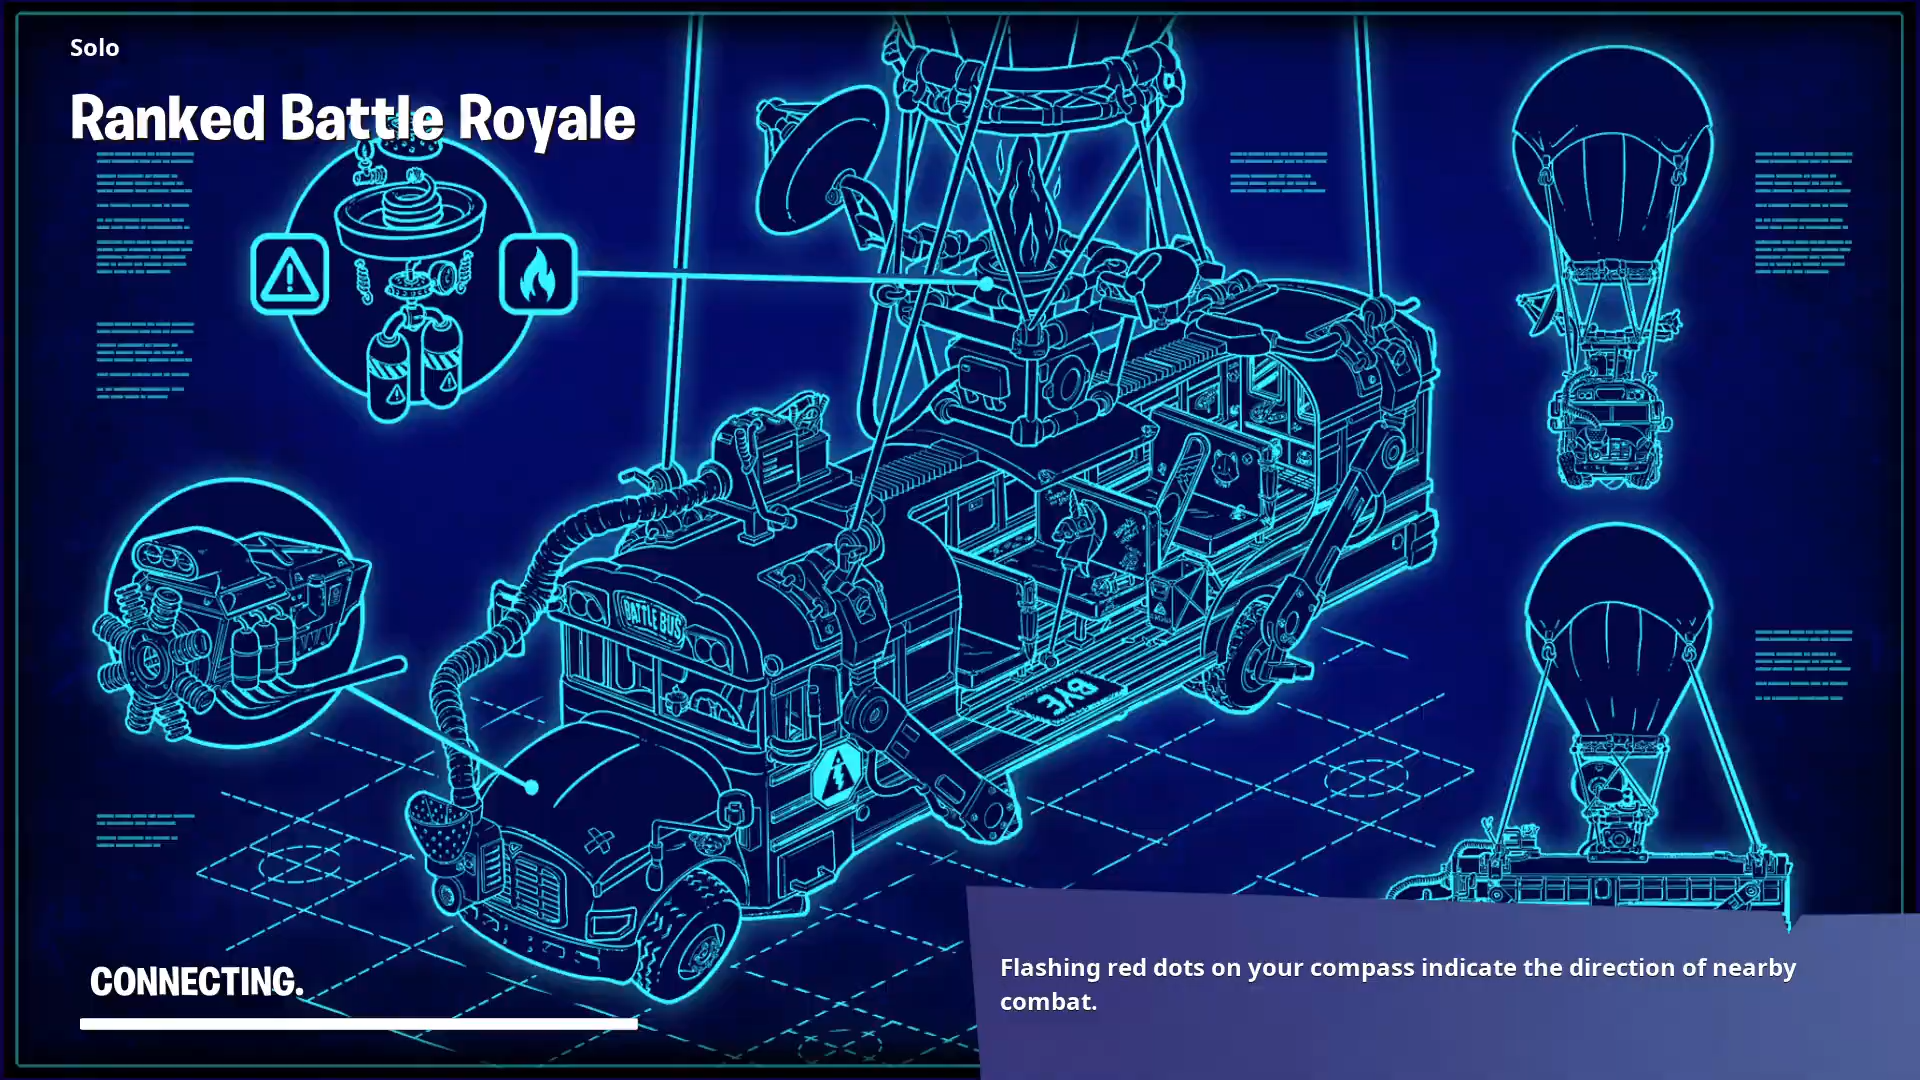 Solo
Ranked Battle Royale
BATTLE BUS
BYE
CONNECTING.
Flashing red dots on your compass indicate the direction of nearby
combat.